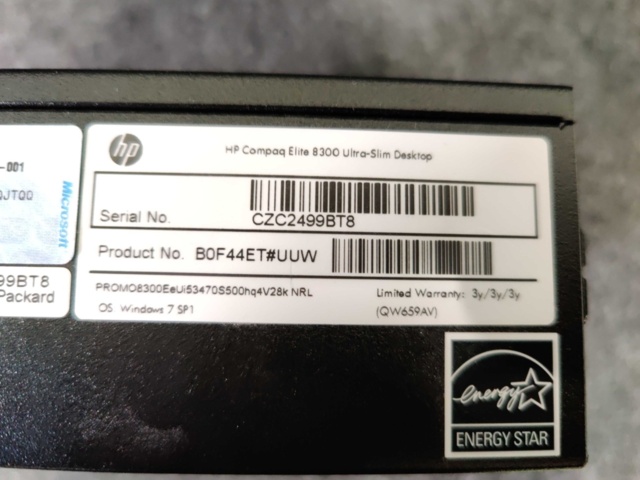 hp
HP Compaq Elite 8300 Ultra-Slim Desktop
Serial No.
CZC2499BT8
Product No. B0F44ET#UUW
PROMO8300EeUi53470S500hq4V28k NRL
Limited Warranty: 3y/3y/3y
OS Windows 7 SP1
(QW659AV)
-001
QJTQ0
Microsoft
99BT8
Packard
energy
ENERGY STAR